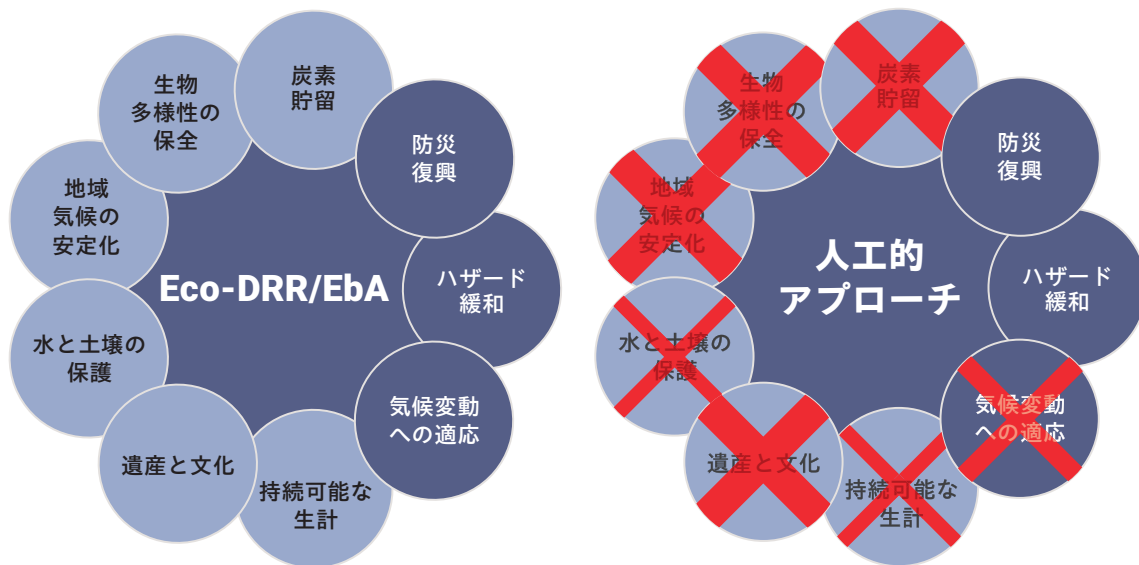 炭素
貯留
生物
多様性の
保全
防災
復興
地域
気候の
安定化
Eco-DRR/EbA
ハザード
緩和
水と土壌の
保護
気候変動
への適応
遺産と文化
持続可能な
生計
炭素
貯留
生物
多様性の
保全
防災
復興
地域
気候の
安定化
人工的
アプローチ
ハザード
緩和
水と土壌の
保護
気候変動
への適応
遺産と文化
持続可能な
生計